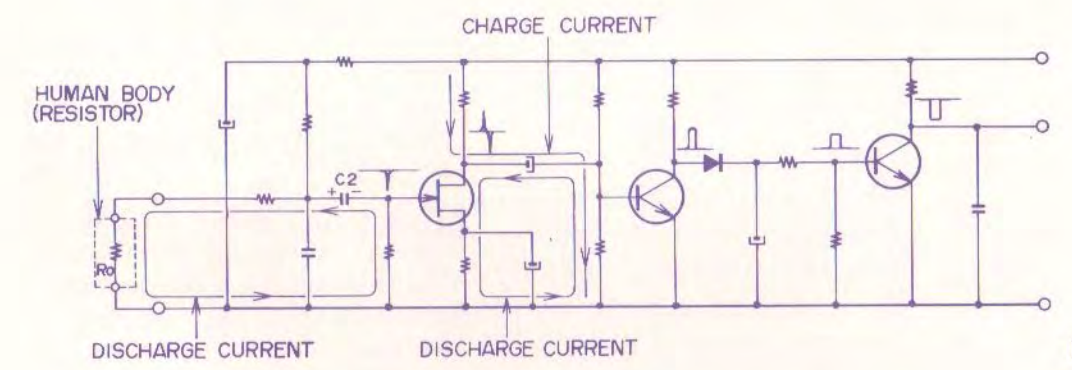 CHARGE CURRENT
HUMAN BODY
(RESISTOR)
+ C2 −
Ro
DISCHARGE CURRENT
DISCHARGE CURRENT